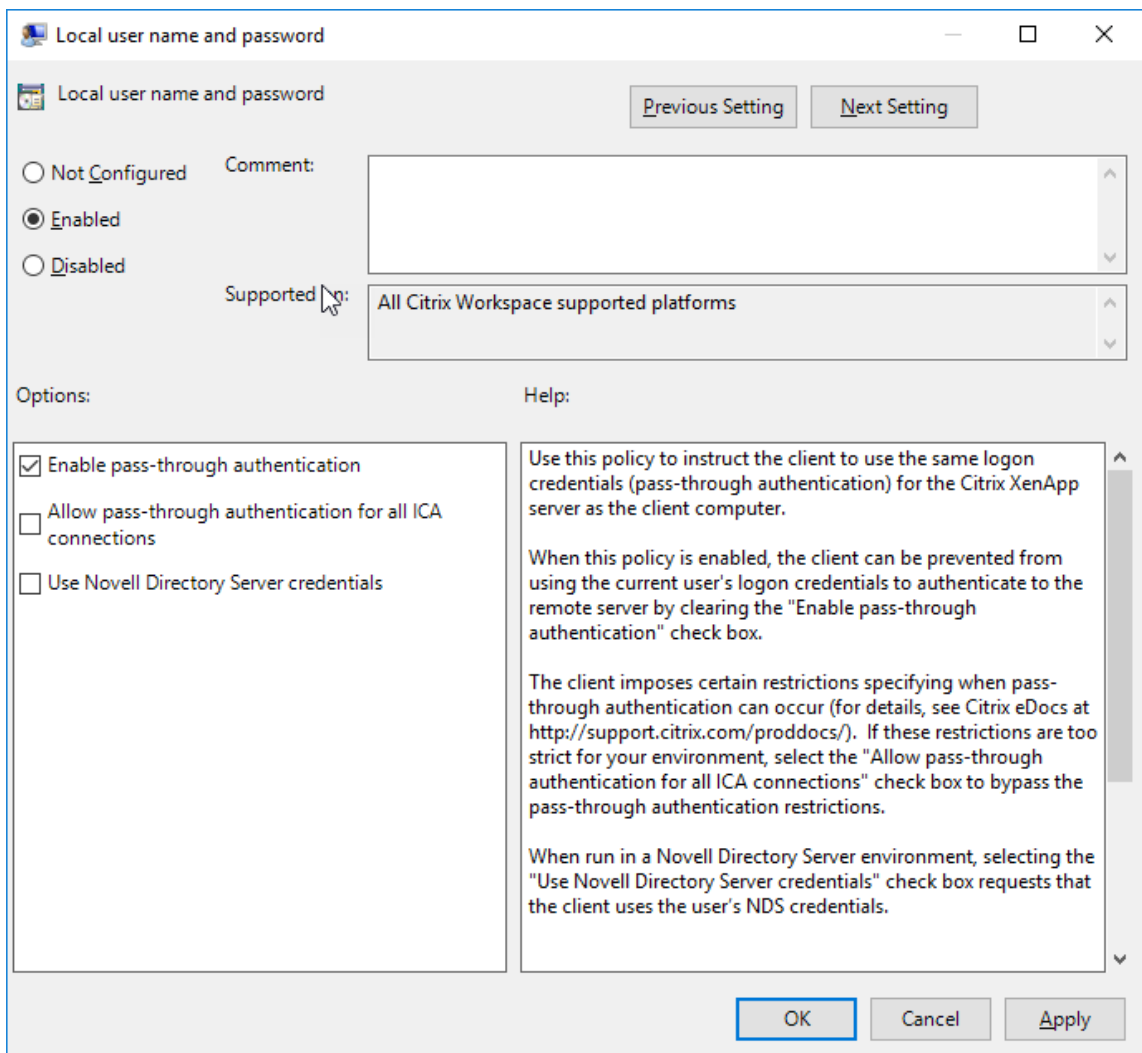 Local user name and password
Local user name and password
Previous Setting
Next Setting
Not Configured
Comment:
Enabled
Disabled
Supported
All Citrix Workspace supported platforms
Options:
Help:
Enable pass-through authentication
Allow pass-through authentication for all ICA
connections
Use Novell Directory Server credentials
Use this policy to instruct the client to use the same logon
credentials (pass-through authentication) for the Citrix XenApp
server as the client computer.
When this policy is enabled, the client can be prevented from
using the current user's logon credentials to authenticate to the
remote server by clearing the "Enable pass-through
authentication" check box.
The client imposes certain restrictions specifying when pass-
through authentication can occur (for details, see Citrix eDocs at
http://support.citrix.com/proddocs/).  If these restrictions are too
strict for your environment, select the "Allow pass-through
authentication for all ICA connections" check box to bypass the
pass-through authentication restrictions.
When run in a Novell Directory Server environment, selecting the
"Use Novell Directory Server credentials" check box requests that
the client uses the user's NDS credentials.
OK
Cancel
Apply